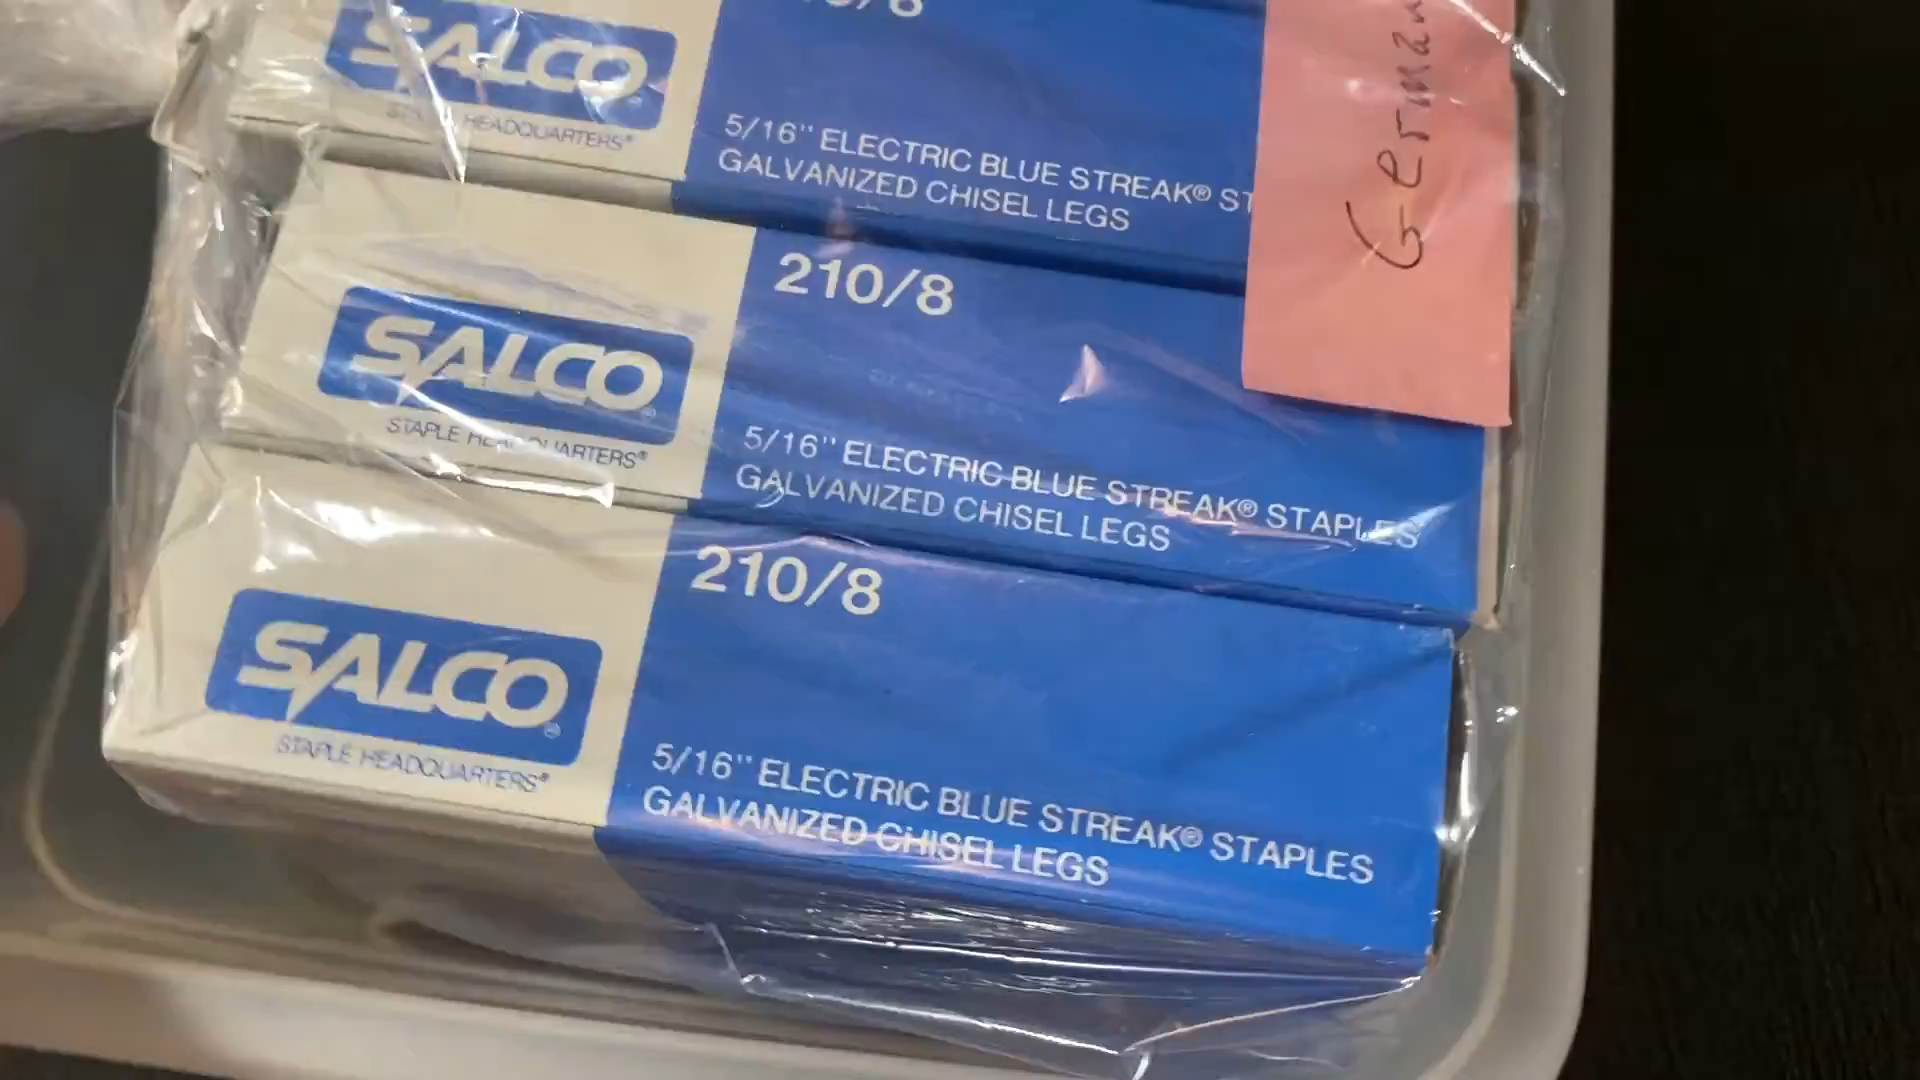 SALCO
HEADQUARTERS®
5/16" ELECTRIC BLUE STREAK® ST
GALVANIZED CHISEL LEGS
German
210/8
SALCO®
STAPLE HEADQUARTERS®
5/16" ELECTRIC BLUE STREAK® STAPLES
GALVANIZED CHISEL LEGS
210/8
SALCO®
STAPLE HEADQUARTERS®
5/16" ELECTRIC BLUE STREAK® STAPLES
GALVANIZED CHISEL LEGS